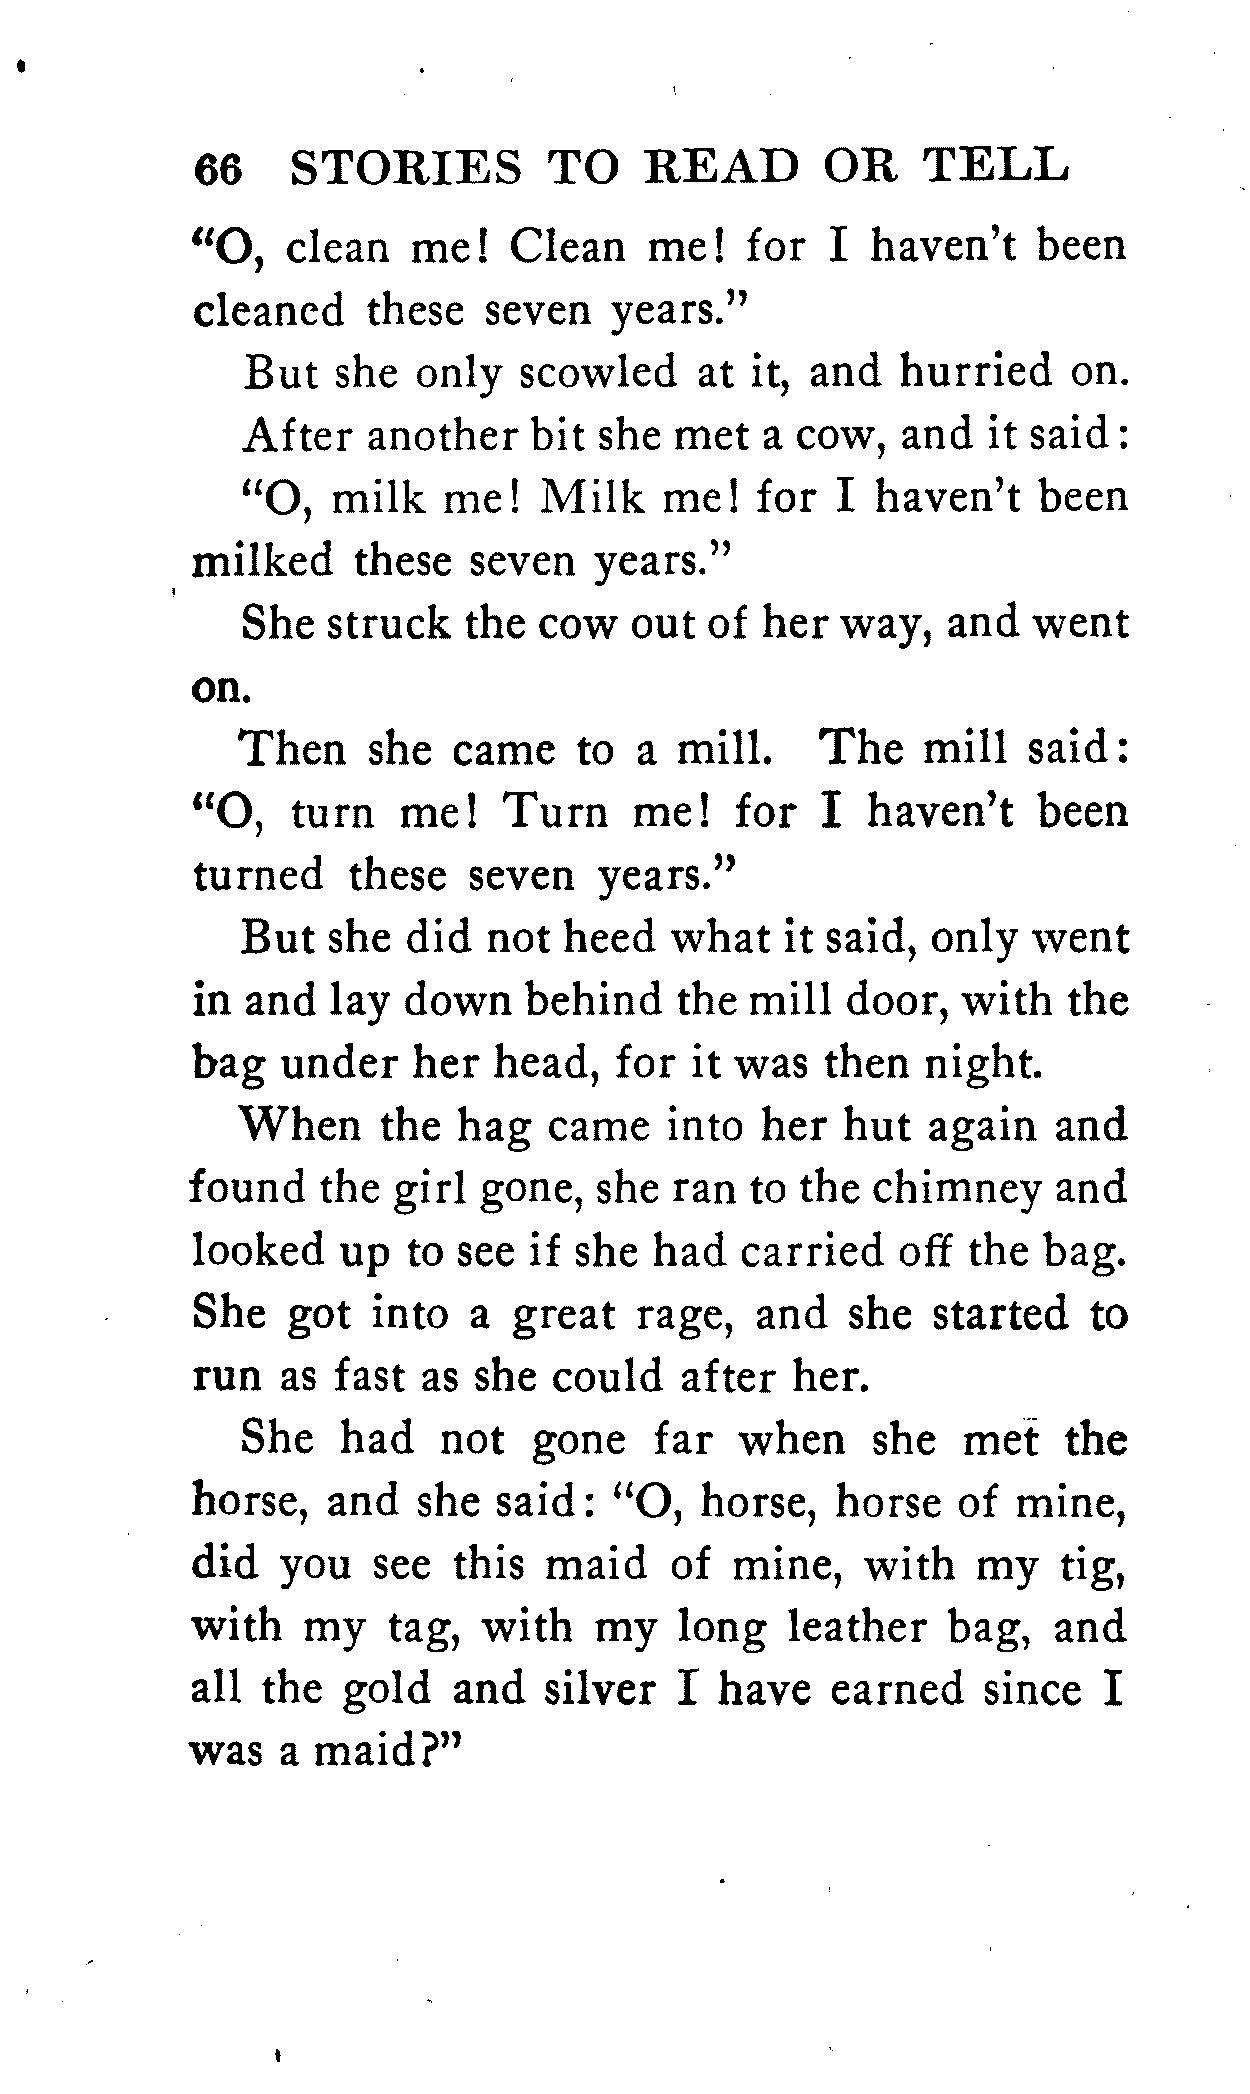 66 STORIES TO READ OR TELL
“O, clean me! Clean me! for I haven’t been
cleaned these seven years.”
But she only scowled at it, and hurried on.
After another bit she met a cow, and it said:
“O, milk me! Milk me! for I haven’t been
milked these seven years.”
She struck the cow out of her way, and went
on.
Then she came to a mill. The mill said:
“O, turn me! Turn me! for I haven’t been
turned these seven years.”
But she did not heed what it said, only went
in and lay down behind the mill door, with the
bag under her head, for it was then night.
When the hag came into her hut again and
found the girl gone, she ran to the chimney and
looked up to see if she had carried off the bag.
She got into a great rage, and she started to
run as fast as she could after her.
She had not gone far when she met the
horse, and she said: “O, horse, horse of mine,
did you see this maid of mine, with my tig,
with my tag, with my long leather bag, and
all the gold and silver I have earned since I
was a maid?”